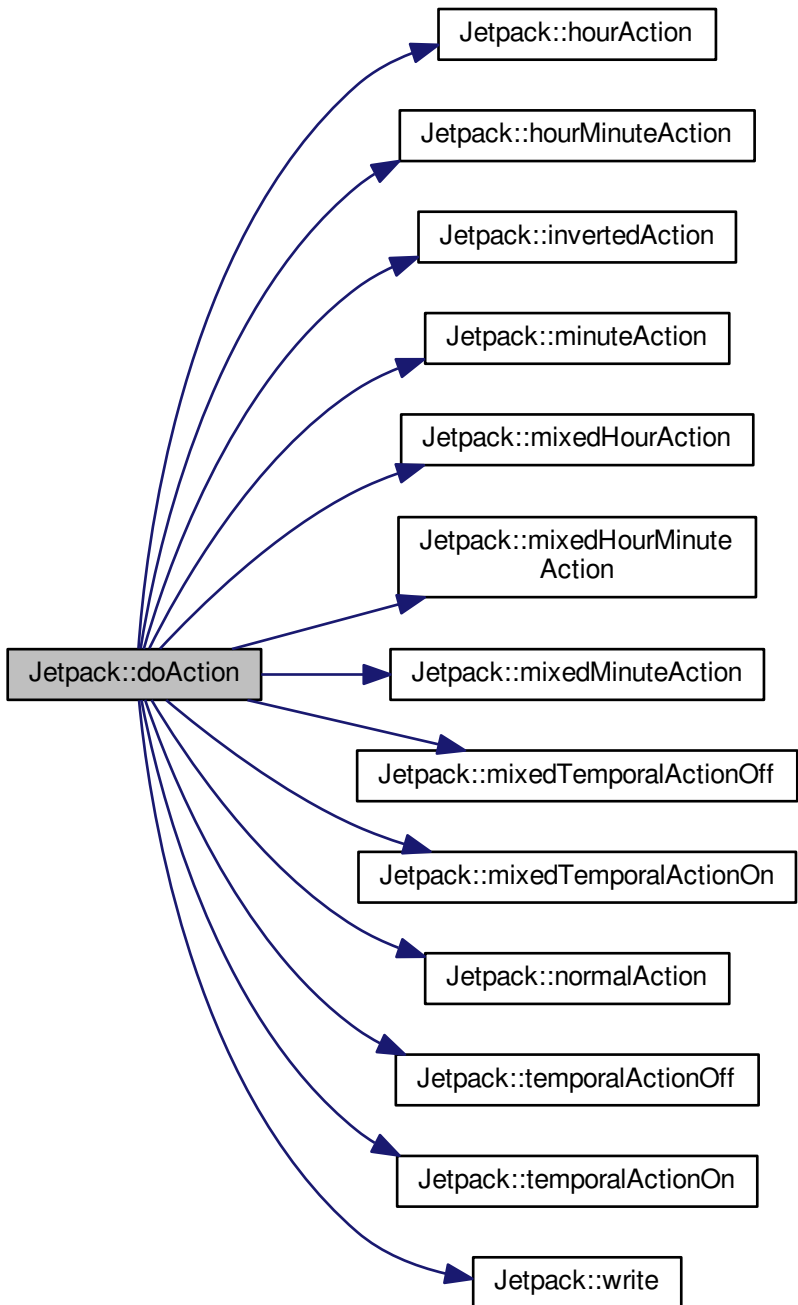 Jetpack::hourAction
Jetpack::hourMinuteAction
Jetpack::invertedAction
Jetpack::minuteAction
Jetpack::mixedHourAction
Jetpack::mixedHourMinute
Action
Jetpack::doAction
Jetpack::mixedMinuteAction
Jetpack::mixedTemporalActionOff
Jetpack::mixedTemporalActionOn
Jetpack::normalAction
Jetpack::temporalActionOff
Jetpack::temporalActionOn
Jetpack::write